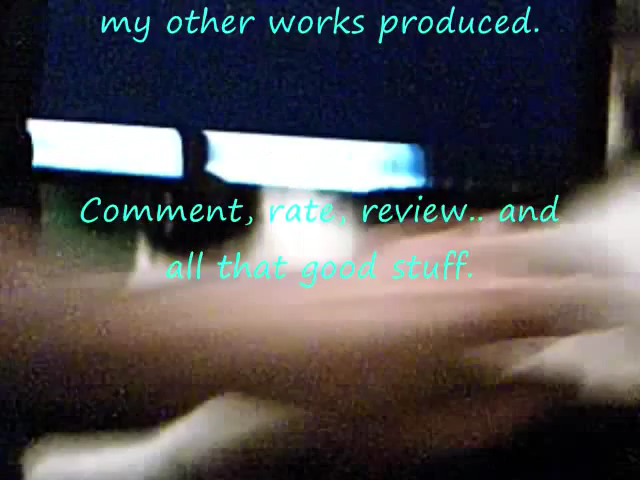 my other works produced.
Comment, rate, review.. and
all that good stuff.